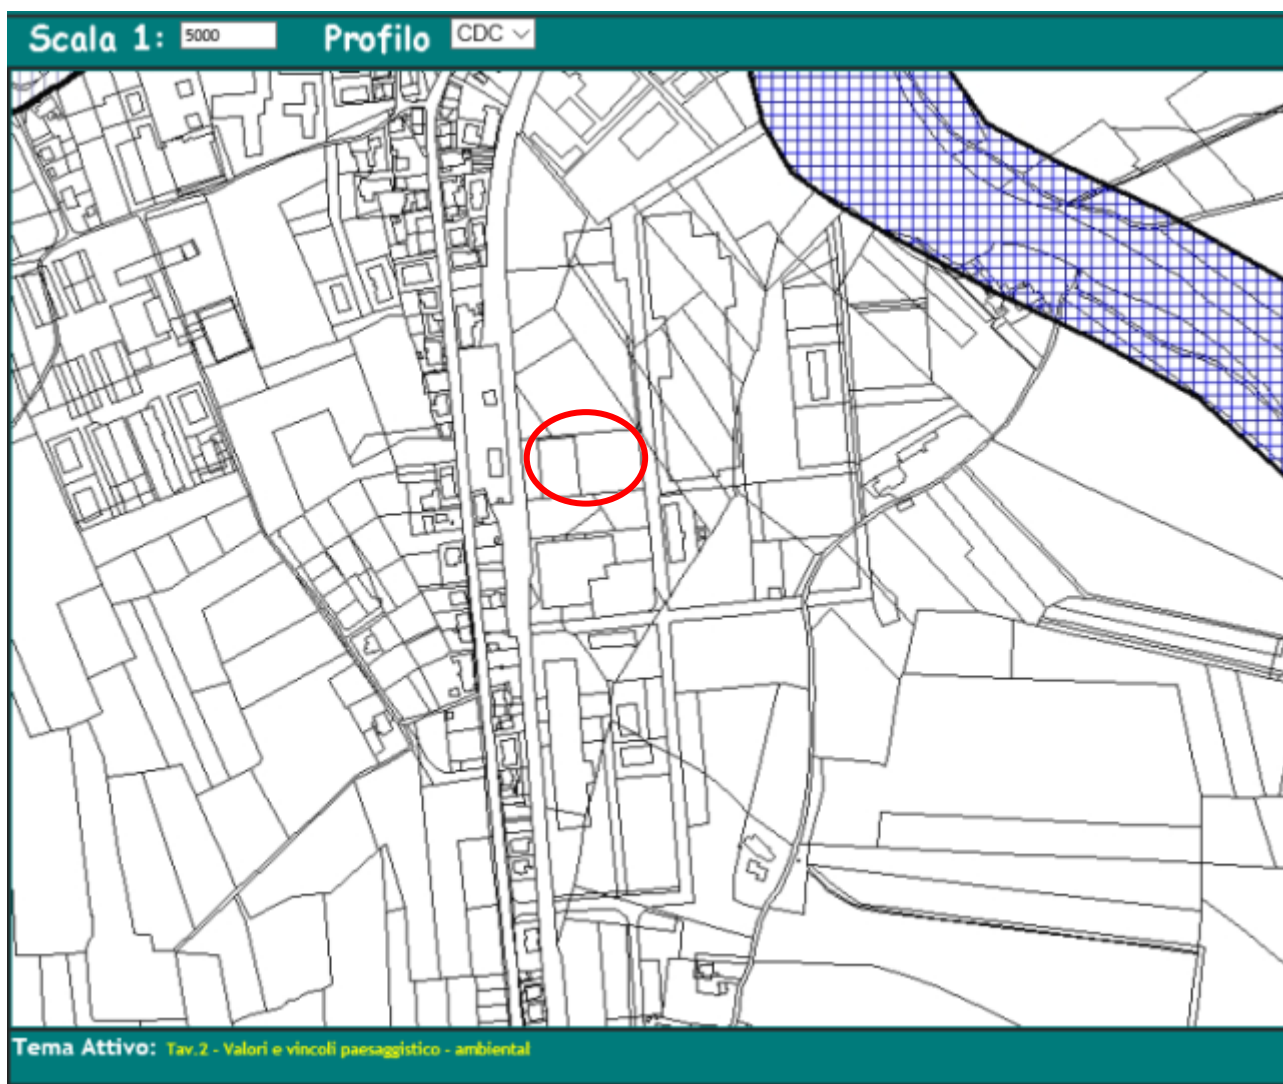 Scala 1: 5000 Profilo CDC
Tema Attivo: Tav.2 - Valori e vincoli paesaggistico - ambiental